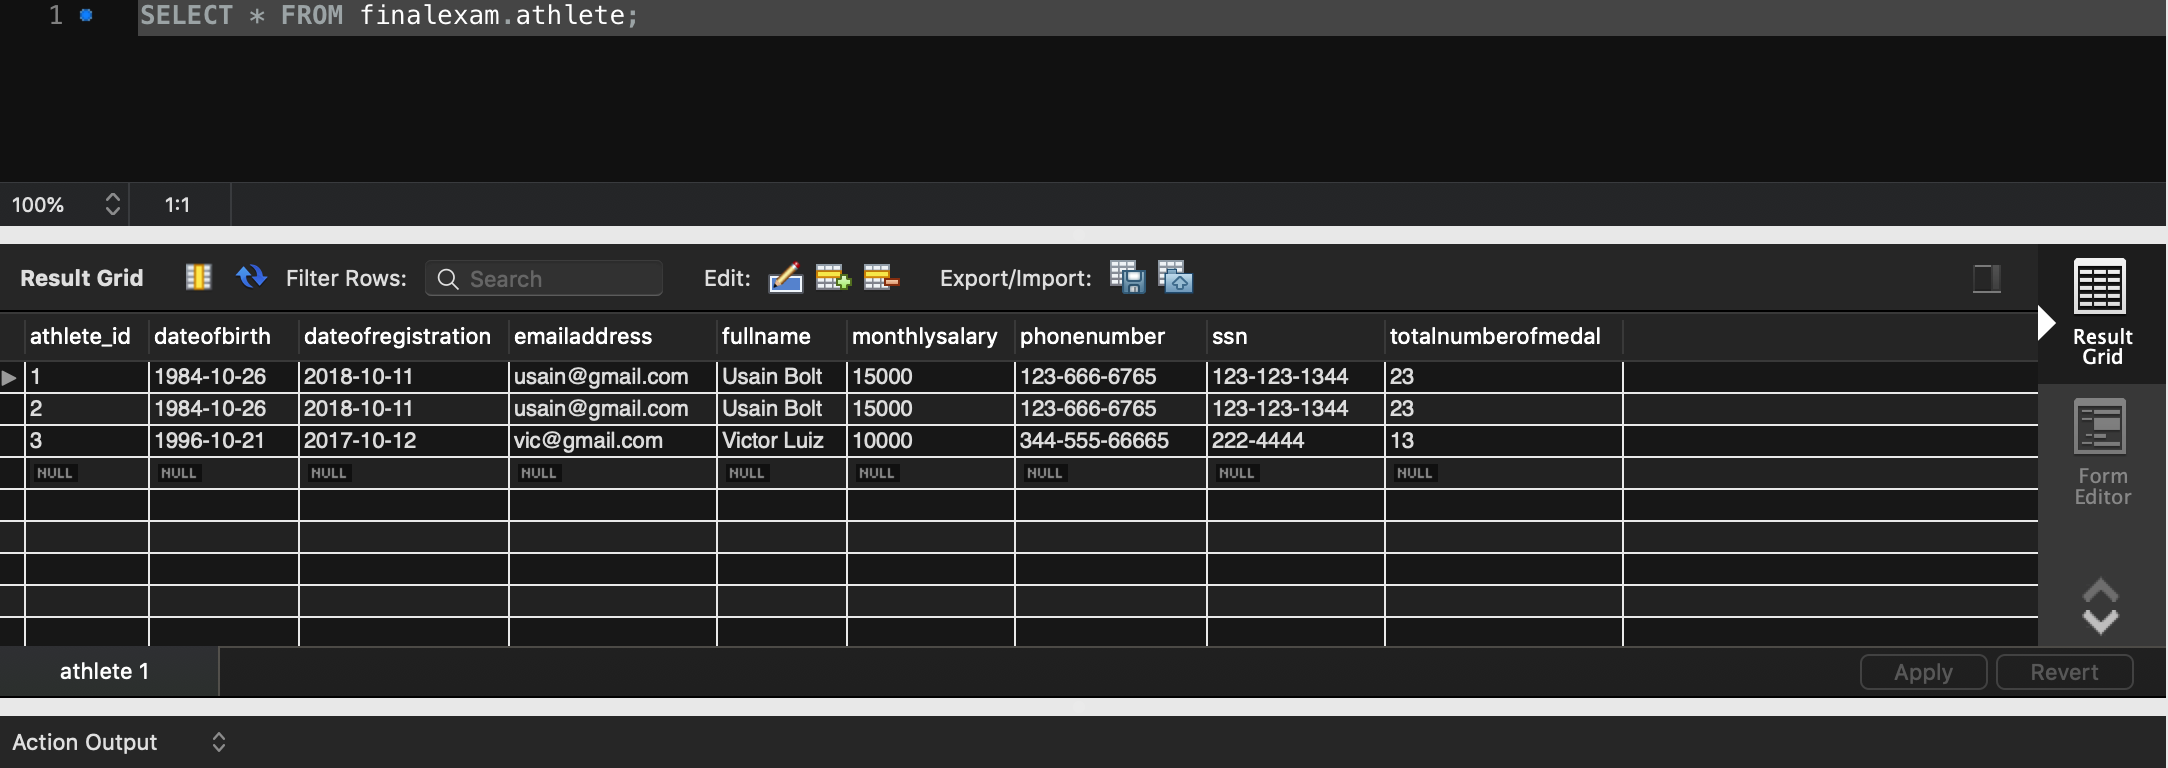 1 SELECT * FROM finalexam.athlete;
100% 1:1
Result Grid Filter Rows: Search Edit: Export/Import:
Result Grid
Form Editor
athlete_id dateofbirth dateofregistration emailaddress fullname monthlysalary phonenumber ssn totalnumberofmedal
1 1984-10-26 2018-10-11 usain@gmail.com Usain Bolt 15000 123-666-6765 123-123-1344 23
2 1984-10-26 2018-10-11 usain@gmail.com Usain Bolt 15000 123-666-6765 123-123-1344 23
3 1996-10-21 2017-10-12 vic@gmail.com Victor Luiz 10000 344-555-66665 222-4444 13
NULL NULL NULL NULL NULL NULL NULL NULL NULL
athlete 1 Apply Revert
Action Output